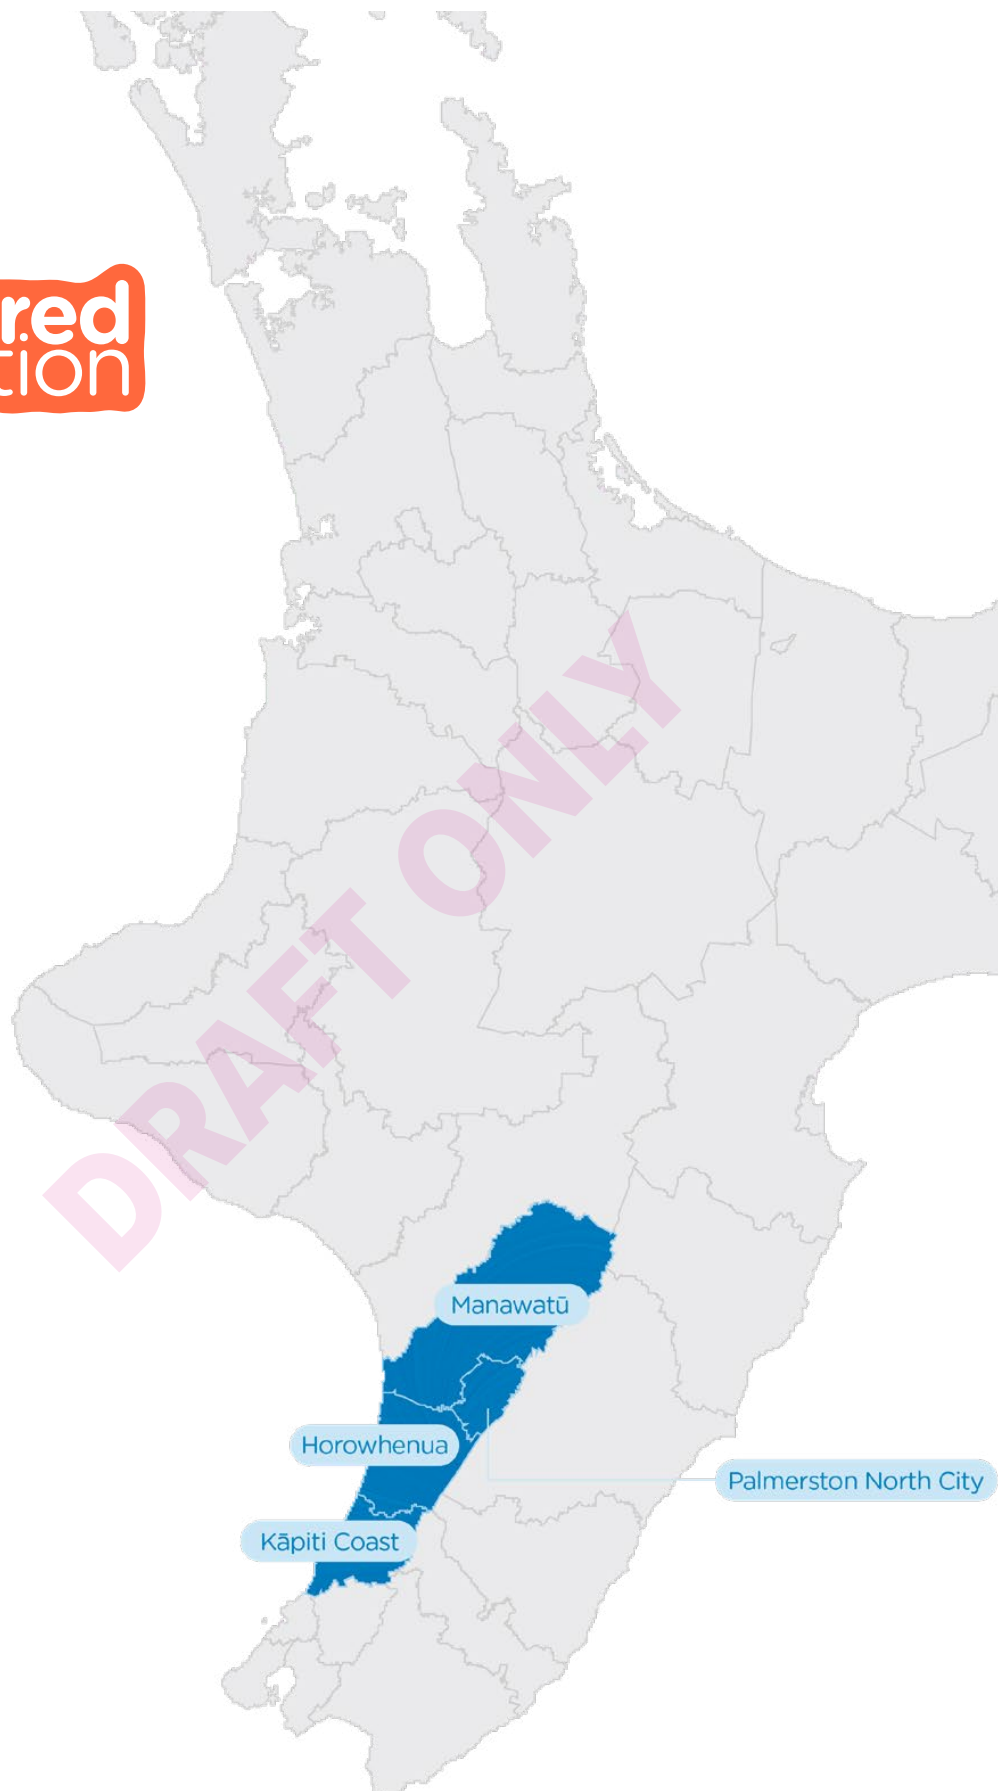 red
tion
DRAFT ONLY
Manawatū
Horowhenua
Palmerston North City
Kāpiti Coast